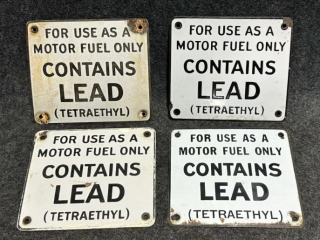 FOR USE AS A
MOTOR FUEL ONLY
CONTAINS
LEAD
(TETRAETHYL)
FOR USE AS A
MOTOR FUEL ONLY
CONTAINS
LEAD
(TETRAETHYL)
FOR USE AS A
MOTOR FUEL ONLY
CONTAINS
LEAD
(TETRAETHYL)
FOR USE AS A
MOTOR FUEL ONLY
CONTAINS
LEAD
(TETRAETHYL)